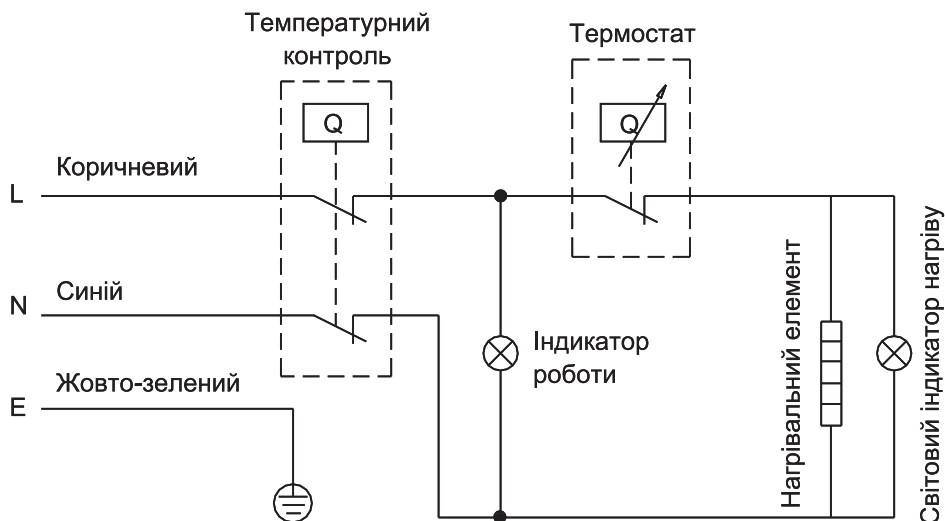 Температурний
контроль
Термостат
Q
Q
Коричневий
L
Синій
N
Індикатор
роботи
Жовто-зелений
E
Нагрівальний елемент
Світовий індикатор нагріву